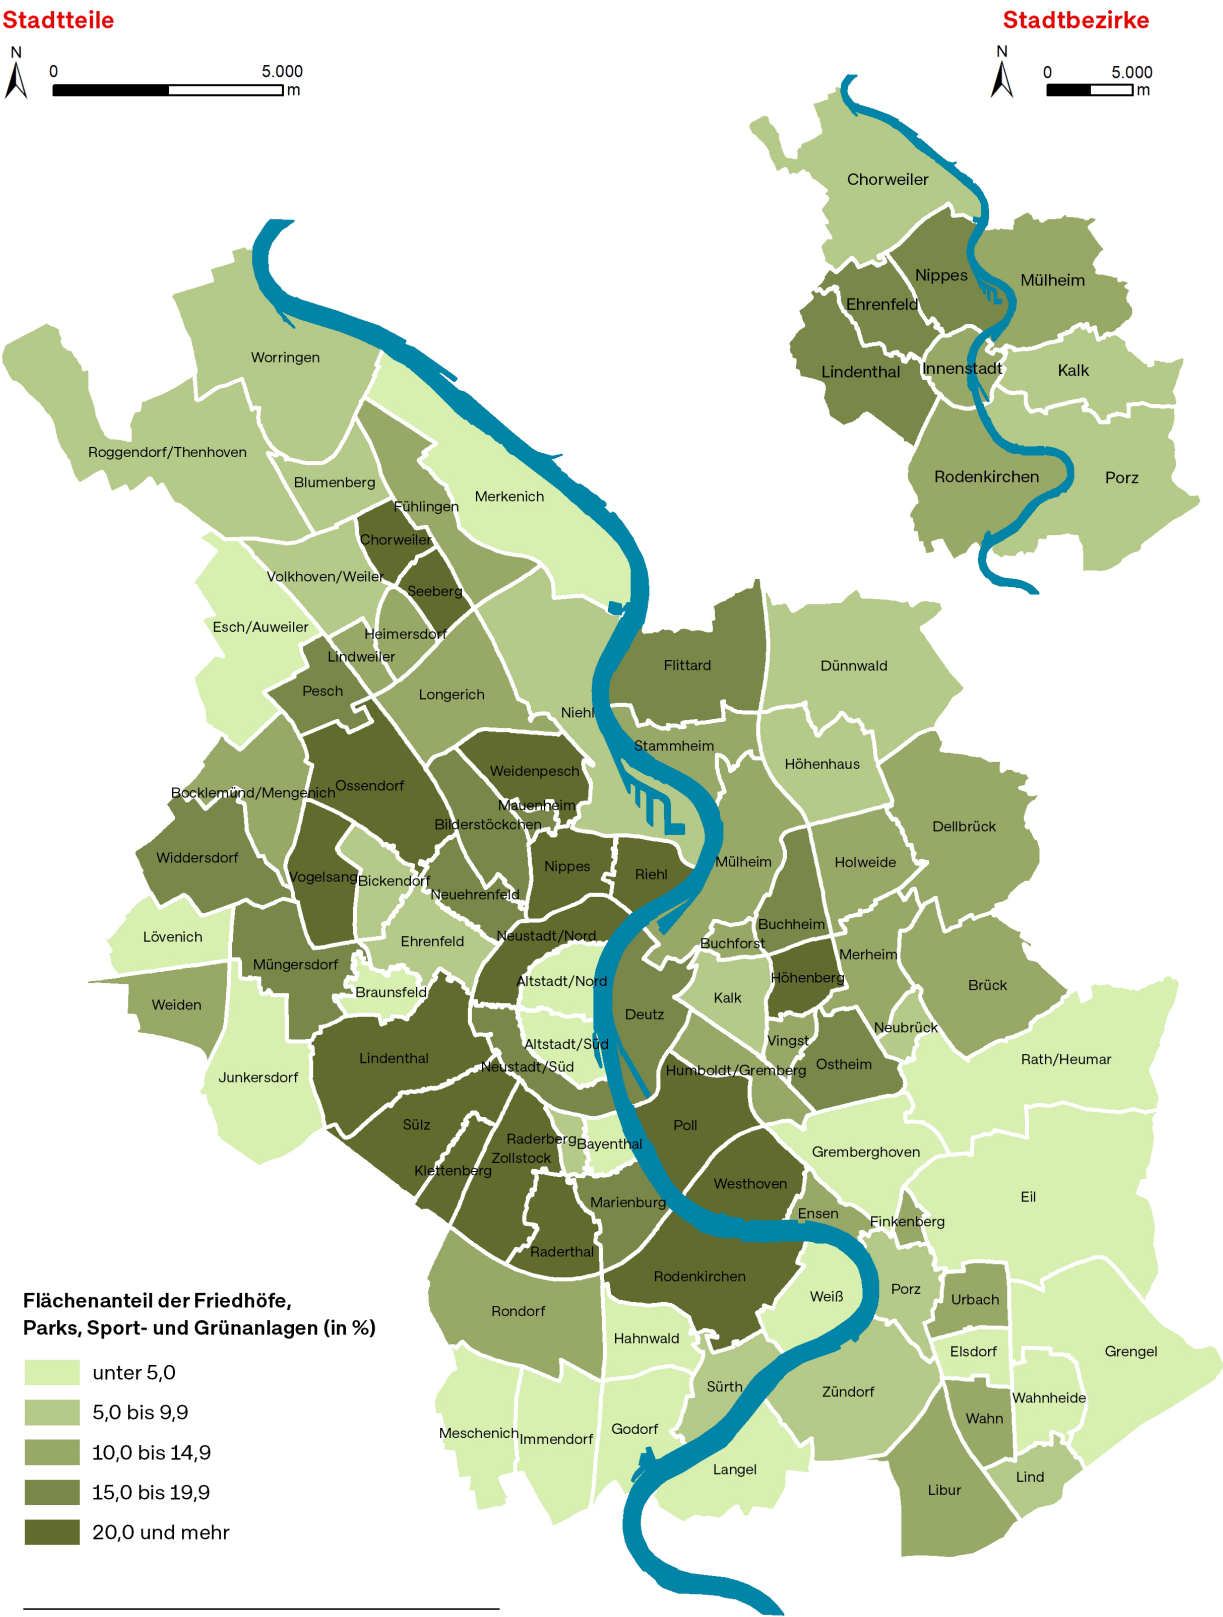 Stadtteile
Stadtbezirke
N
0 5.000
m
N
0 5.000
m
Chorweiler
Nippes
Mülheim
Ehrenfeld
Innenstadt
Lindenthal
Kalk
Rodenkirchen
Porz
Worringen
Roggendorf/Thenhoven
Blumenberg
Merkenich
Fühlingen
Chorweiler
Volkhoven/Weiler
Seeberg
Esch/Auweiler
Heimersdorf
Lindweiler
Pesch
Longerich
Flittard
Dünnwald
Niehl
Stammheim
Höhenhaus
Weidenpesch
Ossendorf
Bocklemünd/Mengenich
Mauenheim
Bilderstöckchen
Dellbrück
Widdersdorf
Mülheim
Holweide
Nippes
Riehl
Vogelsang
Bickendorf
Neuehrenfeld
Buchheim
Lövenich
Ehrenfeld
Neustadt/Nord
Buchforst
Merheim
Müngersdorf
Höhenberg
Altstadt/Nord
Brück
Braunsfeld
Kalk
Weiden
Deutz
Neubrück
Vingst
Altstadt/Süd
Lindenthal
Rath/Heumar
Neustadt/Süd
Humboldt/Gremberg
Ostheim
Junkersdorf
Sülz
Poll
Raderberg
Bayenthal
Gremberghoven
Zollstock
Klettenberg
Westhoven
Eil
Marienburg
Ensen
Finkenberg
Raderthal
Rodenkirchen
Porz
Weiß
Urbach
Rondorf
Hahnwald
Elsdorf
Grengel
Sürth
Zündorf
Wahnheide
Wahn
Godorf
Meschenich
Immendorf
Langel
Lind
Libur
Flächenanteil der Friedhöfe,
Parks, Sport- und Grünanlagen (in %)
unter 5,0
5,0 bis 9,9
10,0 bis 14,9
15,0 bis 19,9
20,0 und mehr